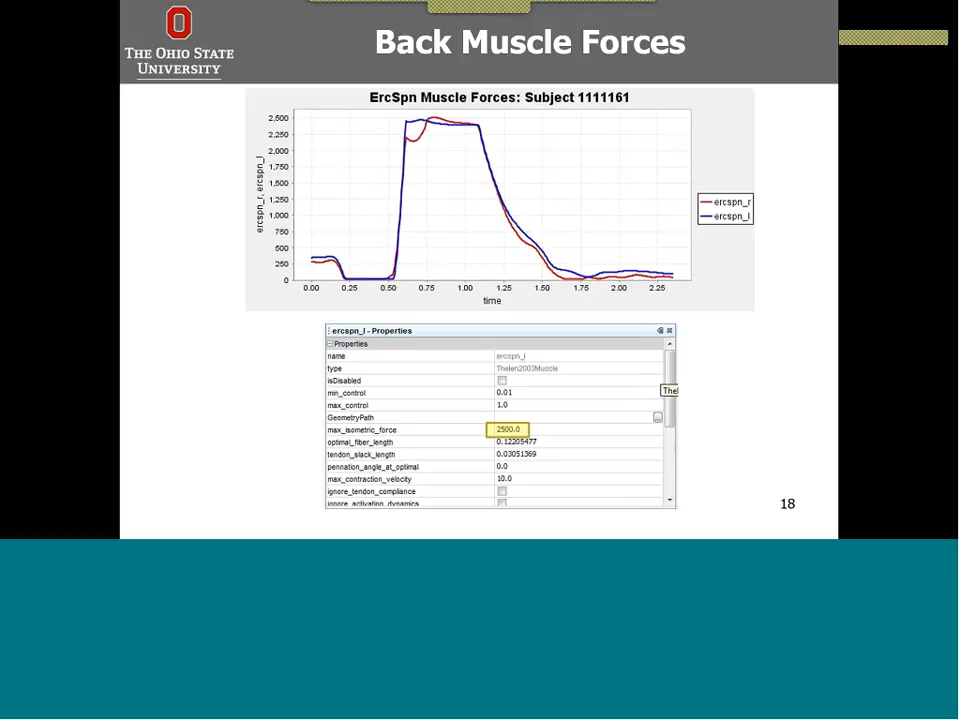 THE OHIO STATE
UNIVERSITY
Back Muscle Forces
ErcSpn Muscle Forces: Subject 1111161
ercspn_r, ercspn_l
2,500
2,250
2,000
1,750
1,500
1,250
1,000
750
500
250
0
0.00 0.25 0.50 0.75 1.00 1.25 1.50 1.75 2.00 2.25
time
ercspn_r
ercspn_l
ercspn_l - Properties
Properties
name ercspn_l
type Thelen2003Muscle
isDisabled
min_control 0.01
max_control 1.0
GeometryPath ...
max_isometric_force 2500.0
optimal_fiber_length 0.12205477
tendon_slack_length 0.03051369
pennation_angle_at_optimal 0.0
max_contraction_velocity 10.0
ignore_tendon_compliance
ignore_activation_dynamics
18